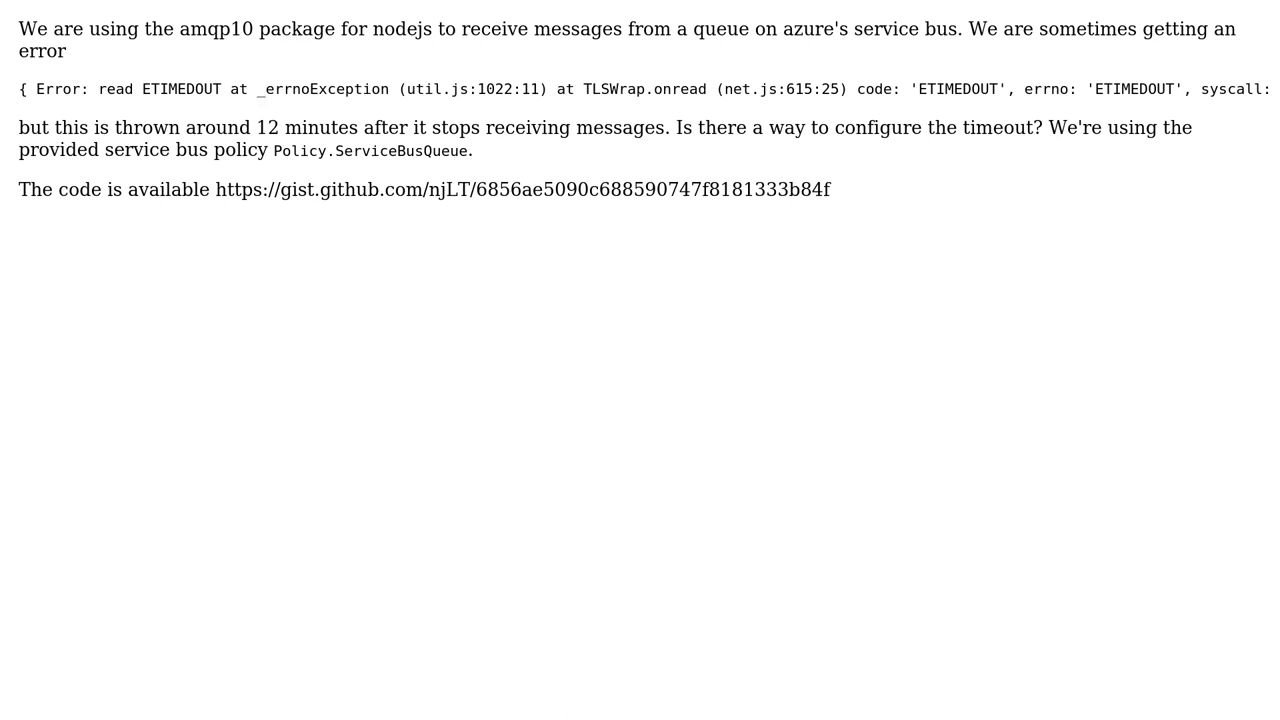 We are using the amqp10 package for nodejs to receive messages from a queue on azure's service bus. We are sometimes getting an
error
{ Error: read ETIMEDOUT at _errnoException (util.js:1022:11) at TLSWrap.onread (net.js:615:25) code: 'ETIMEDOUT', errno: 'ETIMEDOUT', syscall:
but this is thrown around 12 minutes after it stops receiving messages. Is there a way to configure the timeout? We're using the
provided service bus policy Policy.ServiceBusQueue.
The code is available https://gist.github.com/njLT/6856ae5090c688590747f8181333b84f